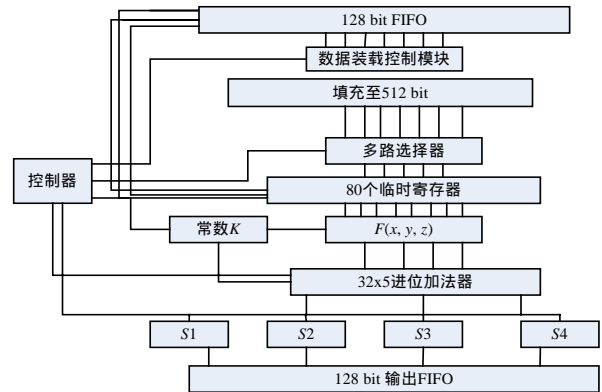 128 bit FIFO
数据装载控制模块
填充至512 bit
多路选择器
控制器
80个临时寄存器
常数K
F(x, y, z)
32x5进位加法器
S1
S2
S3
S4
128 bit 输出FIFO